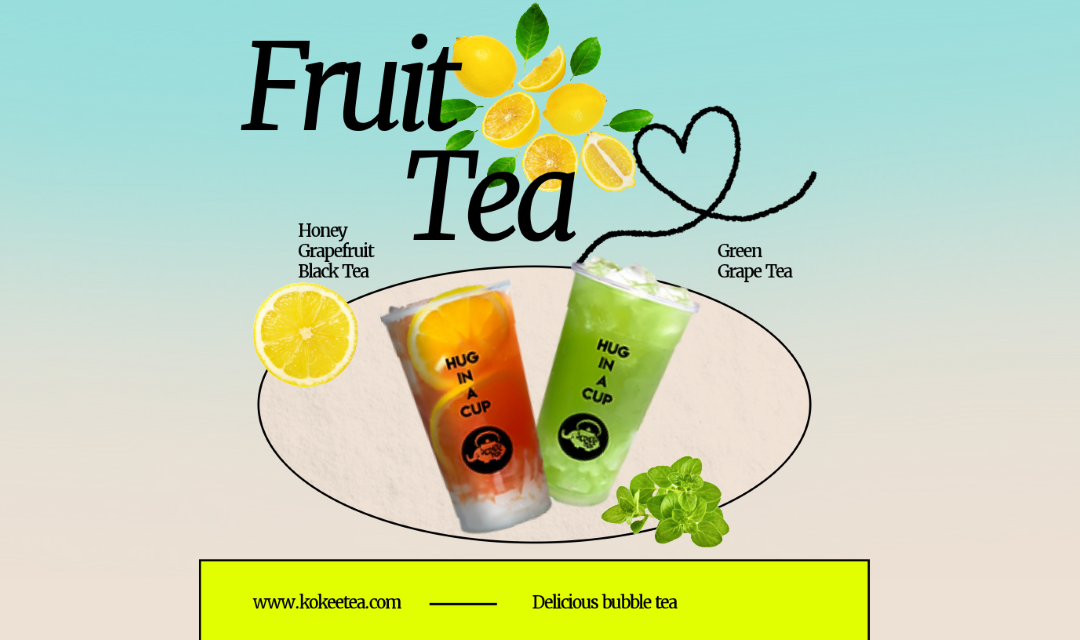 Fruit
Tea
Honey
Grapefruit
Black Tea
Green
Grape Tea
HUG
IN
A
CUP
HUG
IN
A
CUP
www.kokeetea.com
Delicious bubble tea